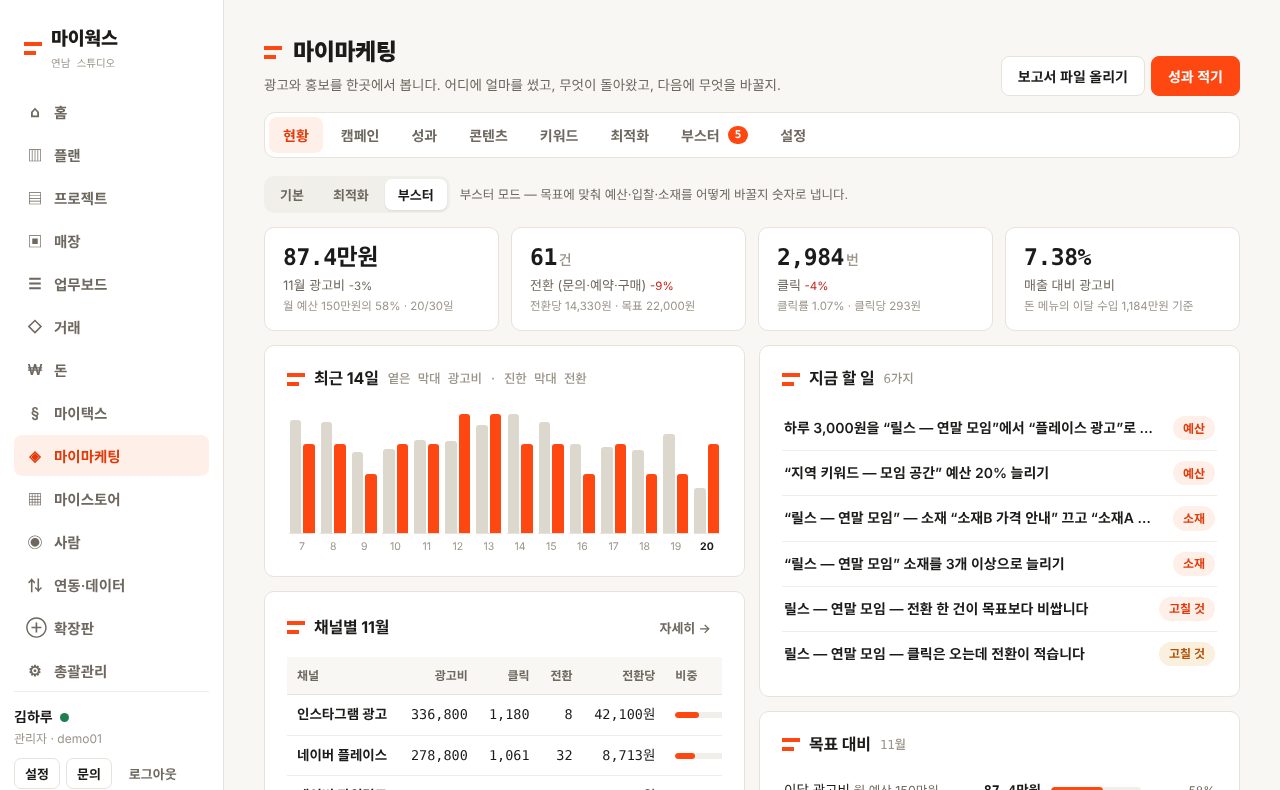 마이웍스
연남 스튜디오
홈
플랜
프로젝트
매장
업무보드
거래
₩ 돈
§ 마이택스
마이마케팅
마이스토어
사람
연동·데이터
확장판
총괄관리
김하루
관리자 · demo01
설정 문의 로그아웃
마이마케팅
광고와 홍보를 한곳에서 봅니다. 어디에 얼마를 썼고, 무엇이 돌아왔고, 다음에 무엇을 바꿀지.
보고서 파일 올리기 성과 적기
현황 캠페인 성과 콘텐츠 키워드 최적화 부스터 5 설정
기본 최적화 부스터 부스터 모드 — 목표에 맞춰 예산·입찰·소재를 어떻게 바꿀지 숫자로 냅니다.
87.4만원
11월 광고비 -3%
월 예산 150만원의 58% · 20/30일
61건
전환 (문의·예약·구매) -9%
전환당 14,330원 · 목표 22,000원
2,984번
클릭 -4%
클릭률 1.07% · 클릭당 293원
7.38%
매출 대비 광고비
돈 메뉴의 이달 수입 1,184만원 기준
최근 14일 옅은 막대 광고비 · 진한 막대 전환
7 8 9 10 11 12 13 14 15 16 17 18 19 20
채널별 11월 자세히 →
채널 광고비 클릭 전환 전환당 비중
인스타그램 광고 336,800 1,180 8 42,100원
네이버 플레이스 278,800 1,061 32 8,713원
지금 할 일 6가지
하루 3,000원을 “릴스 — 연말 모임”에서 “플레이스 광고”로 ... 예산
“지역 키워드 — 모임 공간” 예산 20% 늘리기 예산
“릴스 — 연말 모임” — 소재 “소재B 가격 안내” 끄고 “소재A ... 소재
“릴스 — 연말 모임” 소재를 3개 이상으로 늘리기 소재
릴스 — 연말 모임 — 전환 한 건이 목표보다 비쌉니다 고칠 것
릴스 — 연말 모임 — 클릭은 오는데 전환이 적습니다 고칠 것
목표 대비 11월
이달 광고비 월 예산 150만원 87.4만원 58%